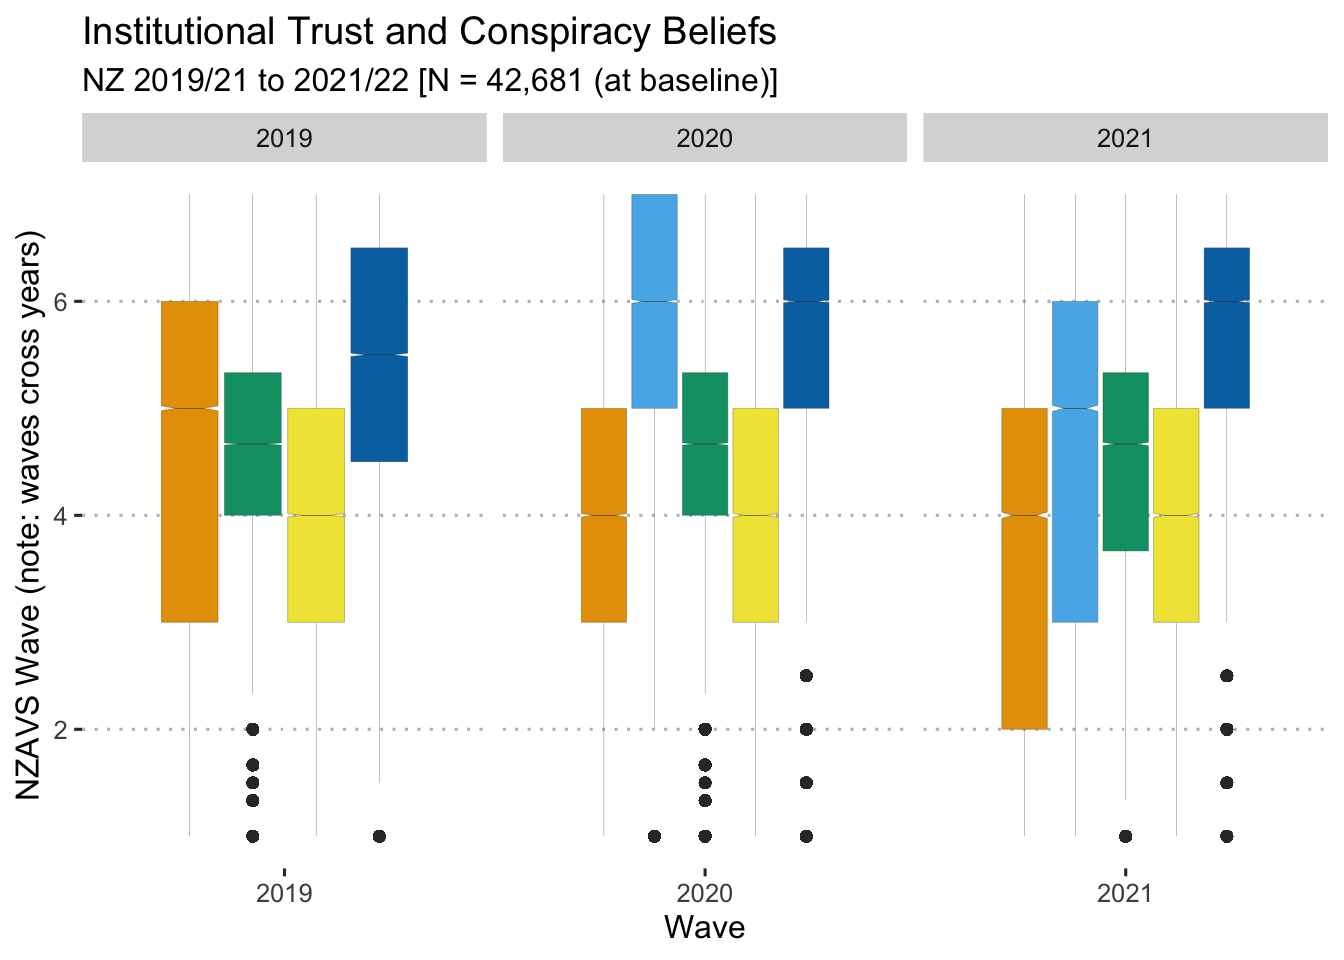 Institutional Trust and Conspiracy Beliefs
NZ 2019/21 to 2021/22 [N = 42,681 (at baseline)]
2019
2020
2021
NZAVS Wave (note: waves cross years)
6
4
2
2019
2020
2021
Wave